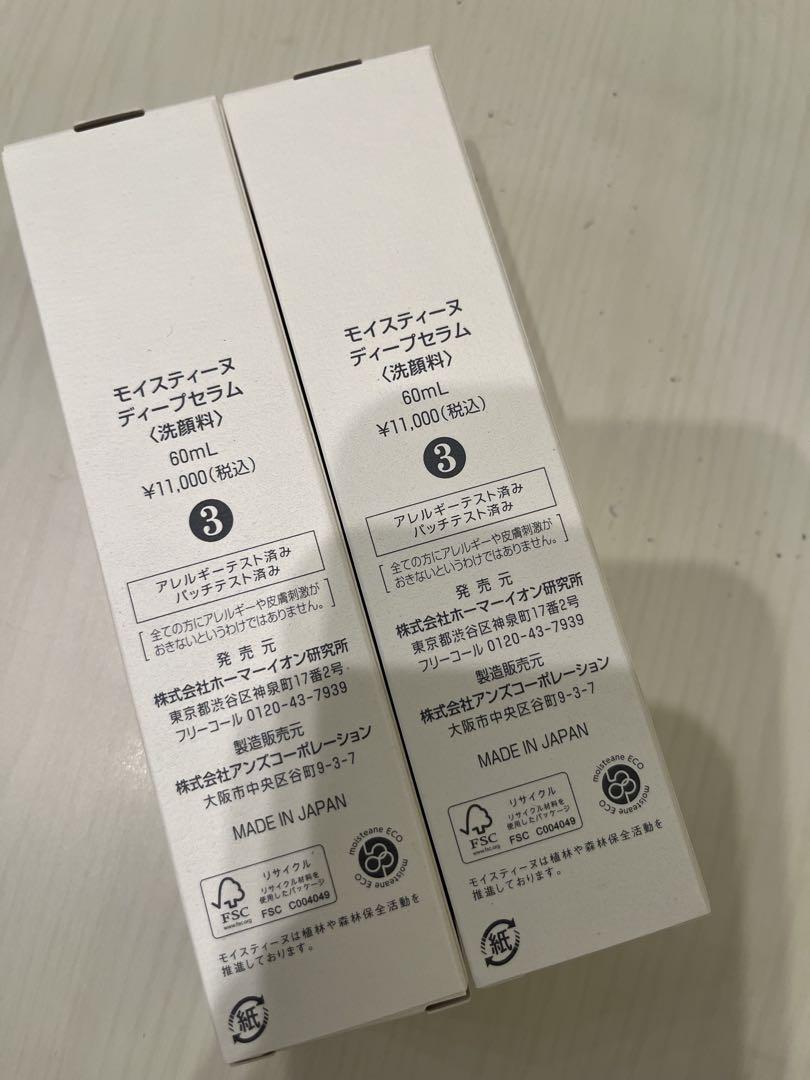 モイスティーヌ
ディープセラム
〈洗顔料〉
60mL
¥11,000(税込)
3
アレルギーテスト済み
パッチテスト済み
全ての方にアレルギーや皮膚刺激が
おきないというわけではありません。
発売元
株式会社ホーマーイオン研究所
東京都渋谷区神泉町17番2号
フリーコール 0120-43-7939
製造販売元
株式会社アンズコーポレーション
大阪市中央区谷町9-3-7
MADE IN JAPAN
FSC
www.fsc.org
リサイクル
リサイクル材料を
使用したパッケージ
FSC C004049
moisteane ECO moisteane ECO
モイスティーヌは植林や森林保全活動を
推進しております。
紙
モイスティーヌ
ディープセラム
〈洗顔料〉
60mL
¥11,000(税込)
3
アレルギーテスト済み
パッチテスト済み
全ての方にアレルギーや皮膚刺激が
おきないというわけではありません。
発売元
株式会社ホーマーイオン研究所
東京都渋谷区神泉町17番2号
フリーコール 0120-43-7939
製造販売元
株式会社アンズコーポレーション
大阪市中央区谷町9-3-7
MADE IN JAPAN
FSC
www.fsc.org
リサイクル
リサイクル材料を
使用したパッケージ
FSC C004049
moisteane ECO moisteane ECO
モイスティーヌは植林や森林保全活動を
推進しております。
紙